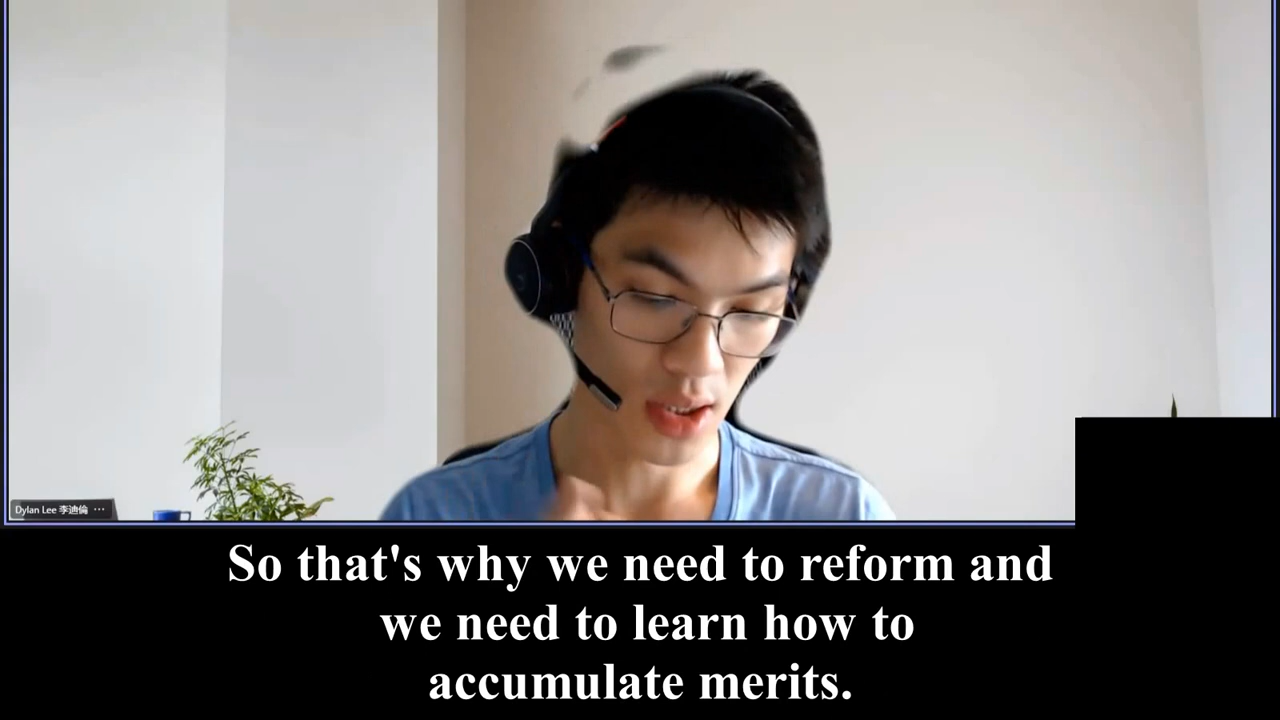 Dylan Lee 李迪倫 ···
So that's why we need to reform and
we need to learn how to
accumulate merits.